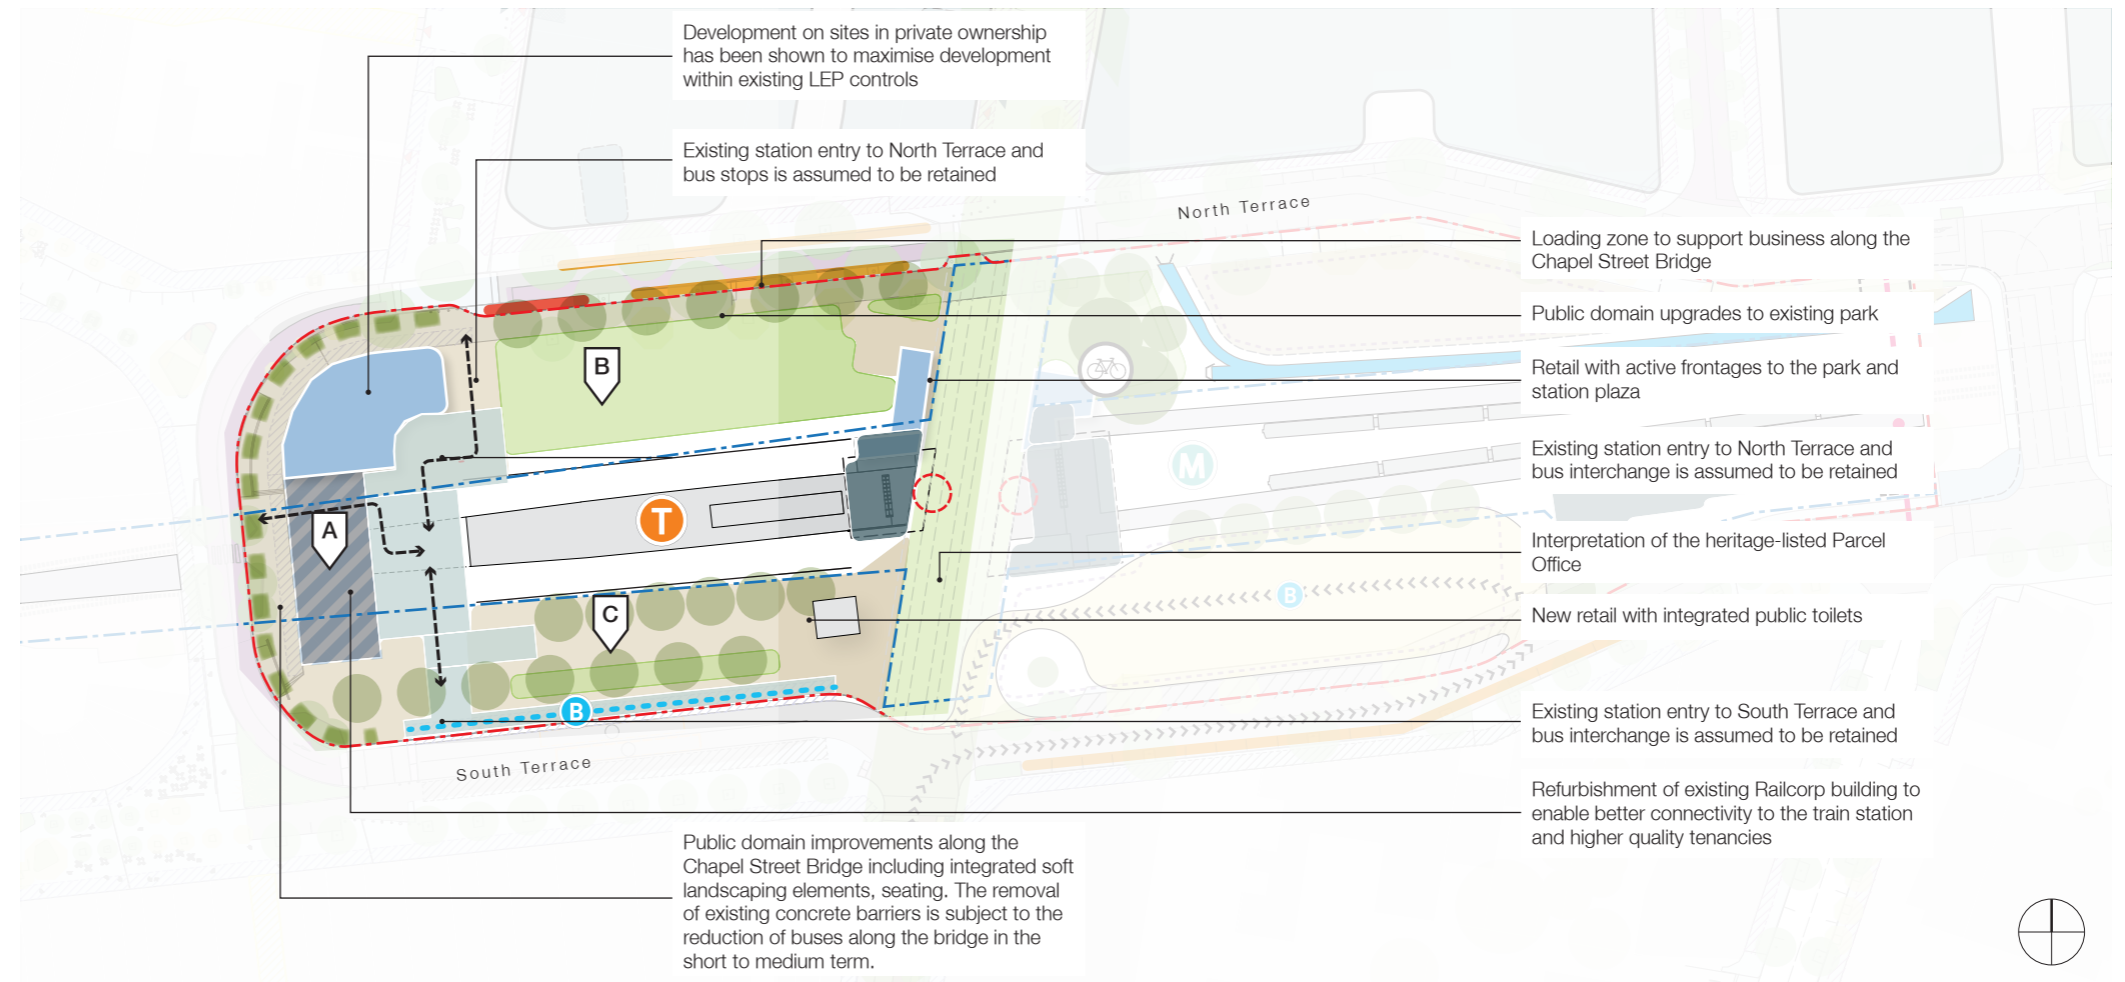 Development on sites in private ownership
has been shown to maximise development
within existing LEP controls
Existing station entry to North Terrace and
bus stops is assumed to be retained
North Terrace
Loading zone to support business along the
Chapel Street Bridge
Public domain upgrades to existing park
Retail with active frontages to the park and
station plaza
Existing station entry to North Terrace and
bus interchange is assumed to be retained
Interpretation of the heritage-listed Parcel
Office
New retail with integrated public toilets
Existing station entry to South Terrace and
bus interchange is assumed to be retained
Refurbishment of existing Railcorp building to
enable better connectivity to the train station
and higher quality tenancies
B
M
A
T
B
C
B
South Terrace
Public domain improvements along the
Chapel Street Bridge including integrated soft
landscaping elements, seating. The removal
of existing concrete barriers is subject to the
reduction of buses along the bridge in the
short to medium term.